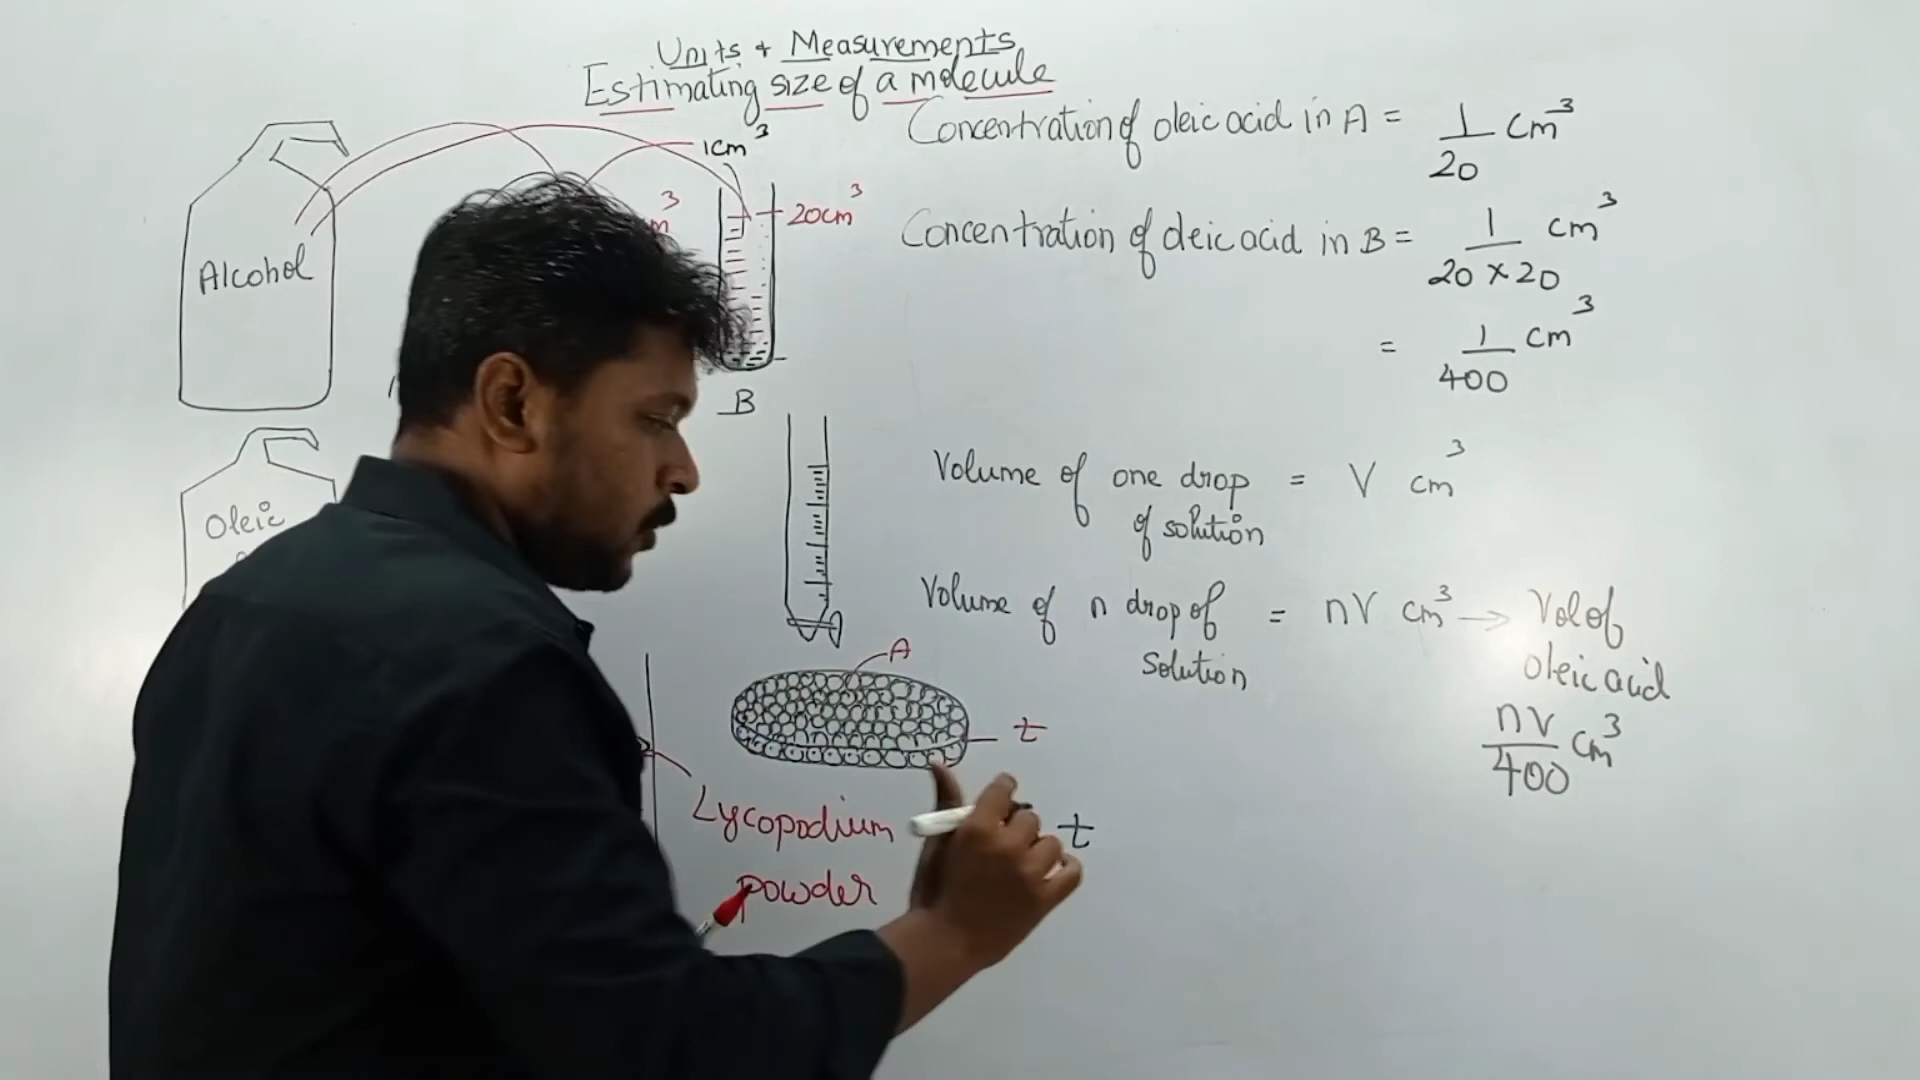 Units + Measurements
Estimating size of a molecule
Alcohol
1cm³
20cm³
B
Oleic
A
t
Lycopodium
powder
t
Concentration of oleic acid in A = 1/20 cm³
Concentration of oleic acid in B = 1/20 × 20 cm³
= 1/400 cm³
Volume of one drop = V cm³
of solution
Volume of n drop of = nV cm³ → Vol of
solution
oleic acid
nV/400 cm³